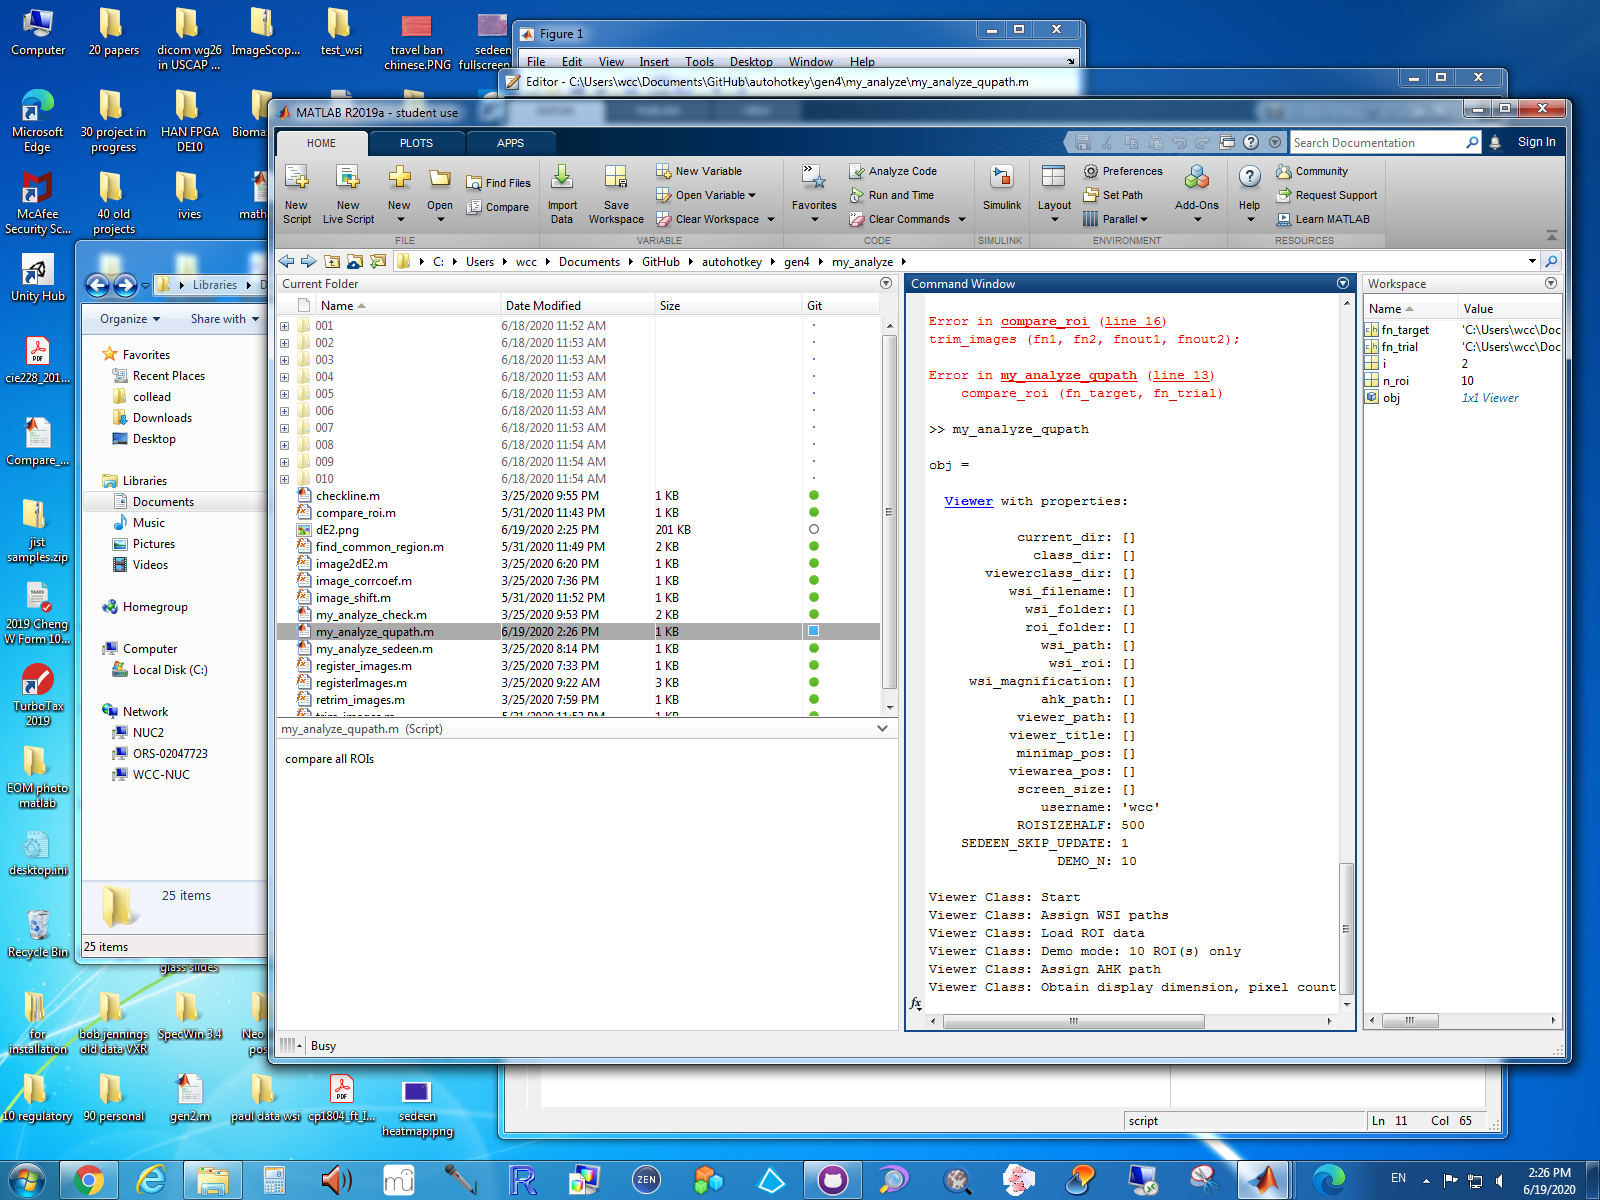 Computer
20 papers
dicom wg26
in USCAP ...
ImageScop...
test_wsi
travel ban
chinese.PNG
sedeen
fullscreen
Microsoft
Edge
30 project in
progress
HAN FPGA
DE10
McAfee
Security Sc...
40 old
projects
ivies
Unity Hub
cie228_201...
Compare_...
jist
samples.zip
2019 Cheng
W Form 10...
TurboTax
2019
EOM photo
matlab
desktop.ini
Recycle Bin
glass slides
for
installation
bob jennings
old data VXR
SpecWin 3.4
10 regulatory
90 personal
gen2.m
paul data wsi
cp1804_ft_I...
sedeen
heatmap.png
Figure 1
File Edit View Insert Tools Desktop Window Help
Editor - C:\Users\wcc\Documents\GitHub\autohotkey\gen4\my_analyze\my_analyze_qupath.m
MATLAB R2019a - student use
HOME PLOTS APPS
Search Documentation
Sign In
New
Script
New
Live Script
New
Open
Find Files
Compare
FILE
Import
Data
Save
Workspace
New Variable
Open Variable
Clear Workspace
VARIABLE
Favorites
Analyze Code
Run and Time
Clear Commands
CODE
Simulink
SIMULINK
Layout
Preferences
Set Path
Parallel
Add-Ons
ENVIRONMENT
Help
Community
Request Support
Learn MATLAB
RESOURCES
C: Users wcc Documents GitHub autohotkey gen4 my_analyze
Libraries
Organize Share with
Favorites
Recent Places
collead
Downloads
Desktop
Libraries
Documents
Music
Pictures
Videos
Homegroup
Computer
Local Disk (C:)
Network
NUC2
ORS-02047723
WCC-NUC
25 items
25 items
Current Folder
Name Date Modified Size Git
001 6/18/2020 11:52 AM
002 6/18/2020 11:53 AM
003 6/18/2020 11:53 AM
004 6/18/2020 11:53 AM
005 6/18/2020 11:53 AM
006 6/18/2020 11:53 AM
007 6/18/2020 11:53 AM
008 6/18/2020 11:54 AM
009 6/18/2020 11:54 AM
010 6/18/2020 11:54 AM
checkline.m 3/25/2020 9:55 PM 1 KB
compare_roi.m 5/31/2020 11:43 PM 1 KB
dE2.png 6/19/2020 2:25 PM 201 KB
find_common_region.m 5/31/2020 11:49 PM 2 KB
image2dE2.m 3/25/2020 6:20 PM 1 KB
image_corrcoef.m 3/25/2020 7:36 PM 1 KB
image_shift.m 5/31/2020 11:52 PM 1 KB
my_analyze_check.m 3/25/2020 9:53 PM 2 KB
my_analyze_qupath.m 6/19/2020 2:26 PM 1 KB
my_analyze_sedeen.m 3/25/2020 8:14 PM 1 KB
register_images.m 3/25/2020 7:33 PM 1 KB
registerImages.m 3/25/2020 9:22 AM 3 KB
retrim_images.m 3/25/2020 7:59 PM 1 KB
trim_images.m 5/31/2020 11:53 PM 1 KB
my_analyze_qupath.m (Script)
compare all ROIs
Busy
Command Window
Error in compare_roi (line 16)
trim_images (fn1, fn2, fnout1, fnout2);
Error in my_analyze_qupath (line 13)
compare_roi (fn_target, fn_trial)
>> my_analyze_qupath
obj =
Viewer with properties:
current_dir: []
class_dir: []
viewerclass_dir: []
wsi_filename: []
wsi_folder: []
roi_folder: []
wsi_path: []
wsi_roi: []
wsi_magnification: []
ahk_path: []
viewer_path: []
viewer_title: []
minimap_pos: []
viewarea_pos: []
screen_size: []
username: 'wcc'
ROISIZEHALF: 500
SEDEEN_SKIP_UPDATE: 1
DEMO_N: 10
Viewer Class: Start
Viewer Class: Assign WSI paths
Viewer Class: Load ROI data
Viewer Class: Demo mode: 10 ROI(s) only
Viewer Class: Assign AHK path
Viewer Class: Obtain display dimension, pixel count
fx
Workspace
Name Value
fn_target 'C:\Users\wcc\Doc
fn_trial 'C:\Users\wcc\Doc
i 2
n_roi 10
obj 1x1 Viewer
script
Ln 11 Col 65
ZEN
EN
2:26 PM
6/19/2020